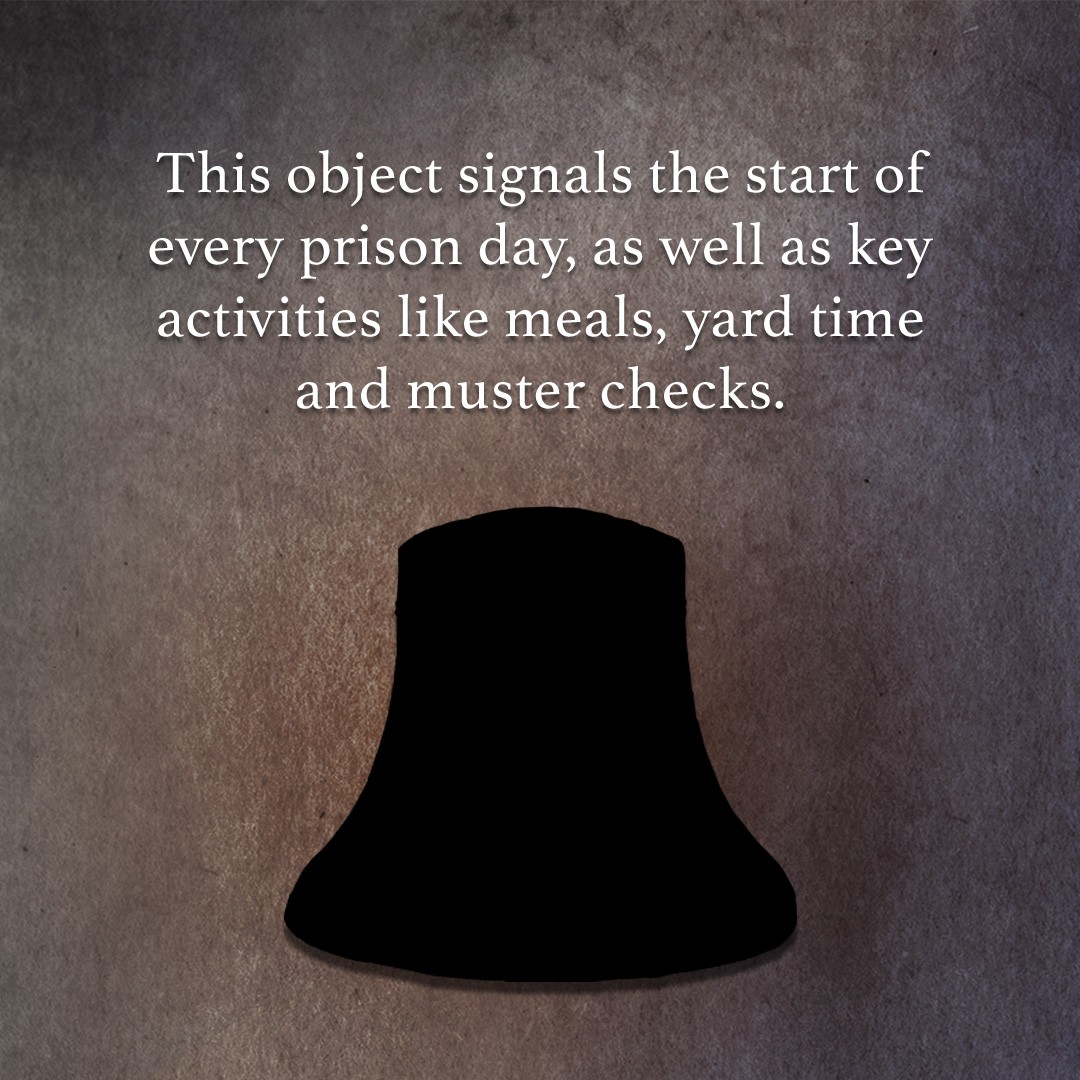 This object signals the start of
every prison day, as well as key
activities like meals, yard time
and muster checks.